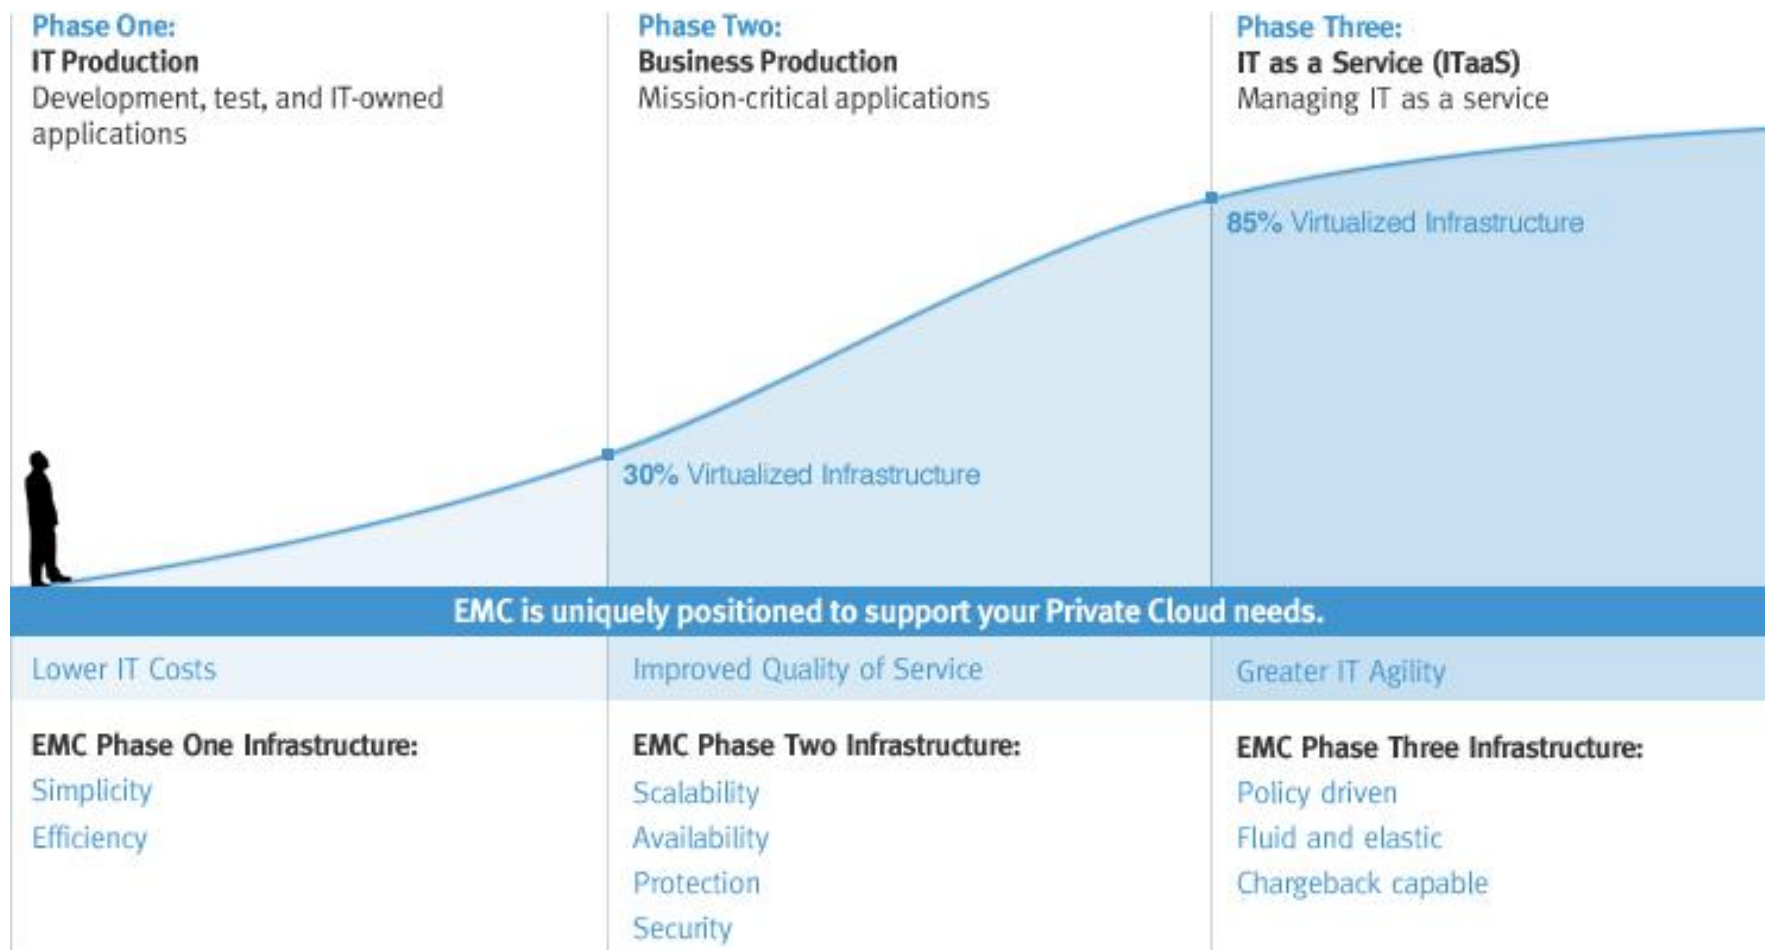 Phase One:
IT Production
Development, test, and IT-owned
applications
Phase Two:
Business Production
Mission-critical applications
Phase Three:
IT as a Service (ITaaS)
Managing IT as a service
85% Virtualized Infrastructure
30% Virtualized Infrastructure
EMC is uniquely positioned to support your Private Cloud needs.
Lower IT Costs
Improved Quality of Service
Greater IT Agility
EMC Phase One Infrastructure:
Simplicity
Efficiency
EMC Phase Two Infrastructure:
Scalability
Availability
Protection
Security
EMC Phase Three Infrastructure:
Policy driven
Fluid and elastic
Chargeback capable